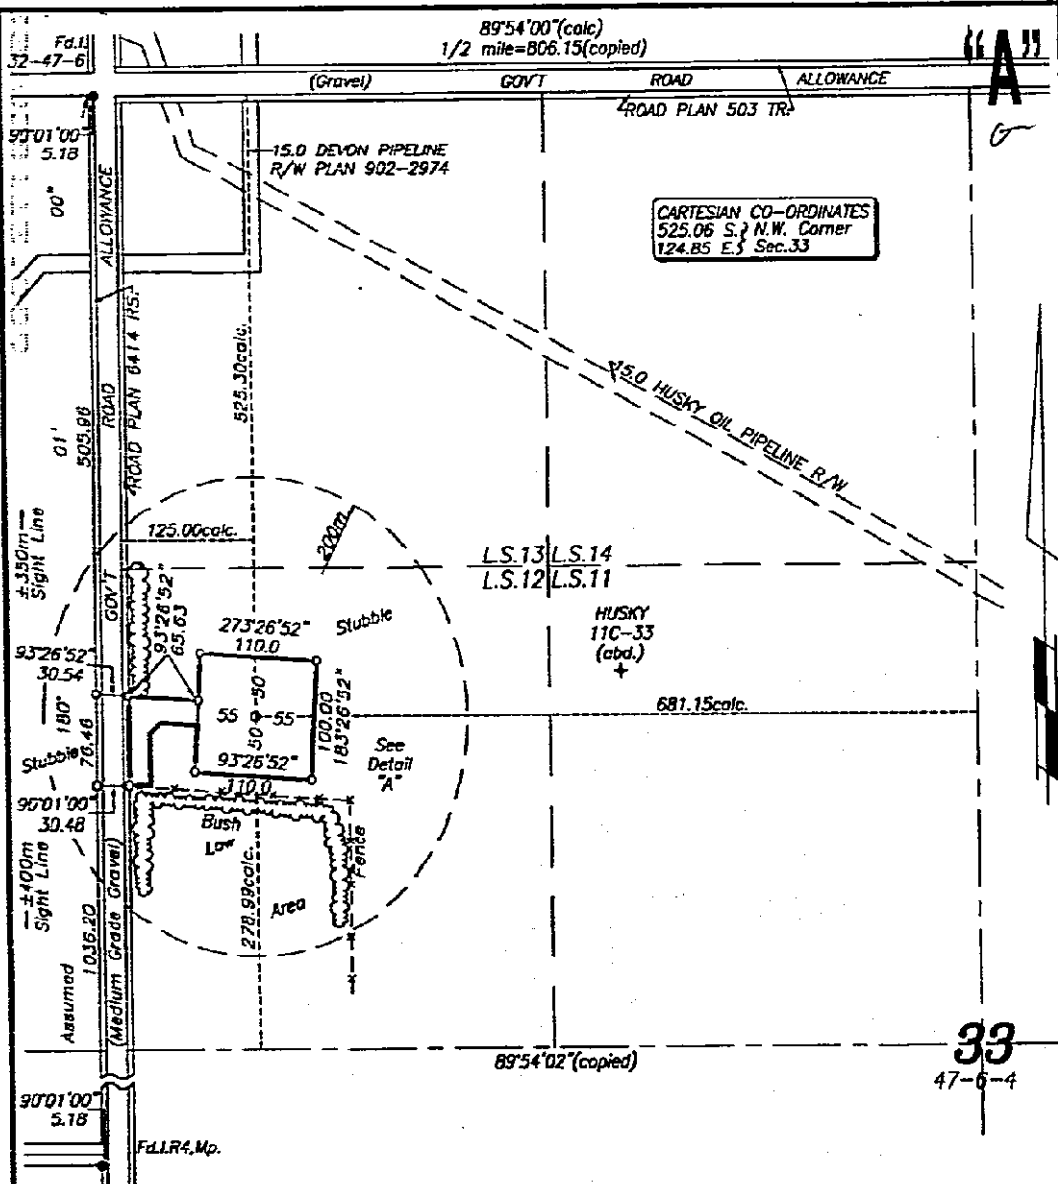 89°54'00"(calc)
1/2 mile=806.15(copied)
"A"
Fd.I.
32-47-6
(Gravel) GOV'T ROAD ALLOWANCE
ROAD PLAN 503 TR.
90°01'00"
5.18
15.0 DEVON PIPELINE
R/W PLAN 902-2974
00"
ALLOWANCE
CARTESIAN CO-ORDINATES
525.06 S. N.W. Corner
124.85 E. Sec.33
ROAD PLAN 6414 RS.
ROAD
525.30calc.
15.0 HUSKY OIL PIPELINE R/W
01'
505.96
±350m
Sight Line
125.00calc.
200m
L.S.13 L.S.14
L.S.12 L.S.11
GOV'T
93°26'52"
65.63
273°26'52"
110.0
Stubble
HUSKY
11C-33
(abd.)
93°26'52"
30.54
180°
76.46
Stubble
55 55
50
50
100.00
183°26'52"
681.15calc.
93°26'52"
110.0
See
Detail
"A"
90°01'00"
30.48
Bush
Low
Area
Fence
±400m
Sight Line
278.99calc.
1036.20
Assumed
(Medium Grade Gravel)
89°54'02"(copied)
33
47-6-4
90°01'00"
5.18
Fd.I.R4,Mp.